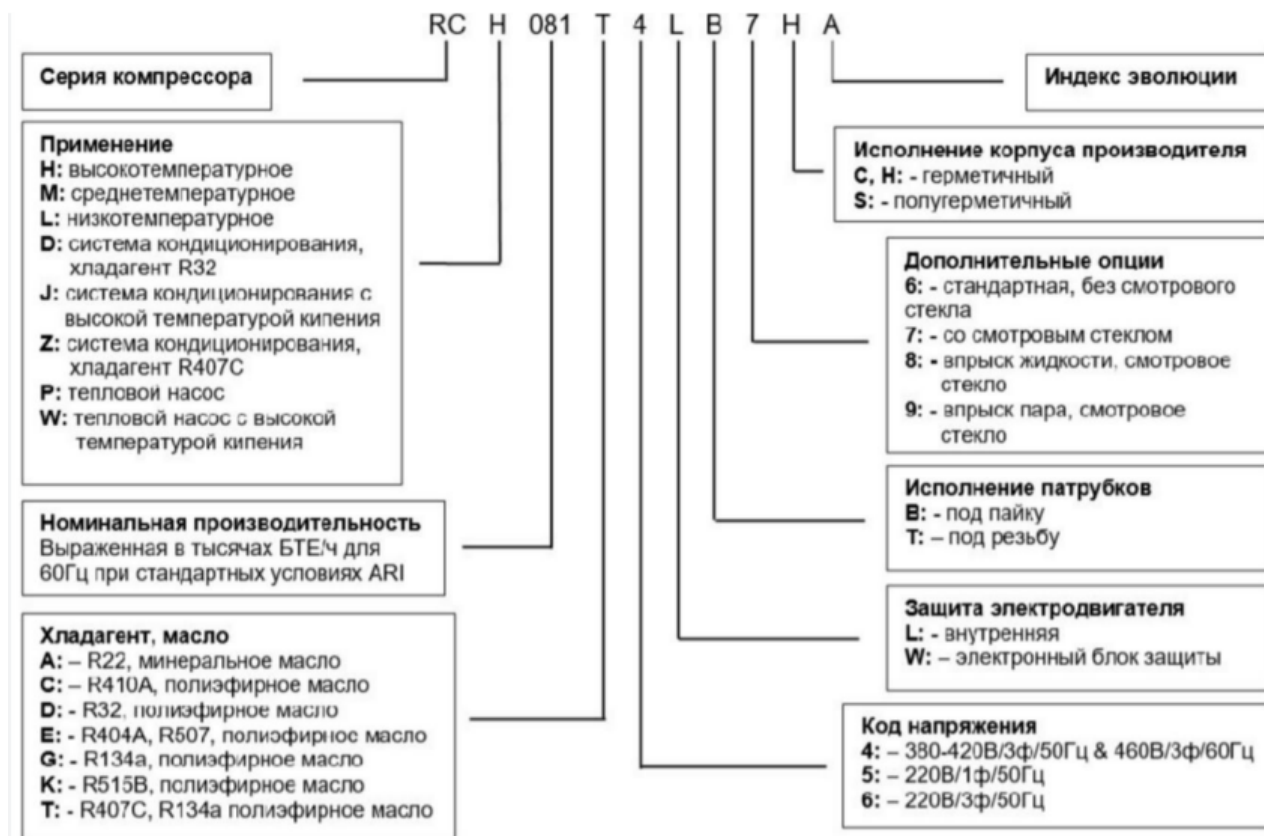 RC H 081 T 4 L B 7 H A
Серия компрессора
Применение
H: высокотемпературное
M: среднетемпературное
L: низкотемпературное
D: система кондиционирования,
хладагент R32
J: система кондиционирования с
высокой температурой кипения
Z: система кондиционирования,
хладагент R407C
P: тепловой насос
W: тепловой насос с высокой
температурой кипения
Номинальная производительность
Выраженная в тысячах БТЕ/ч для
60Гц при стандартных условиях ARI
Хладагент, масло
A: – R22, минеральное масло
C: – R410A, полиэфирное масло
D: - R32, полиэфирное масло
E: - R404A, R507, полиэфирное масло
G: - R134a, полиэфирное масло
K: - R515B, полиэфирное масло
T: - R407C, R134a полиэфирное масло
Индекс эволюции
Исполнение корпуса производителя
C, H: - герметичный
S: - полугерметичный
Дополнительные опции
6: - стандартная, без смотрового
стекла
7: - со смотровым стеклом
8: - впрыск жидкости, смотровое
стекло
9: - впрыск пара, смотровое
стекло
Исполнение патрубков
B: - под пайку
T: – под резьбу
Защита электродвигателя
L: - внутренняя
W: – электронный блок защиты
Код напряжения
4: – 380-420В/3ф/50Гц & 460В/3ф/60Гц
5: – 220В/1ф/50Гц
6: – 220В/3ф/50Гц